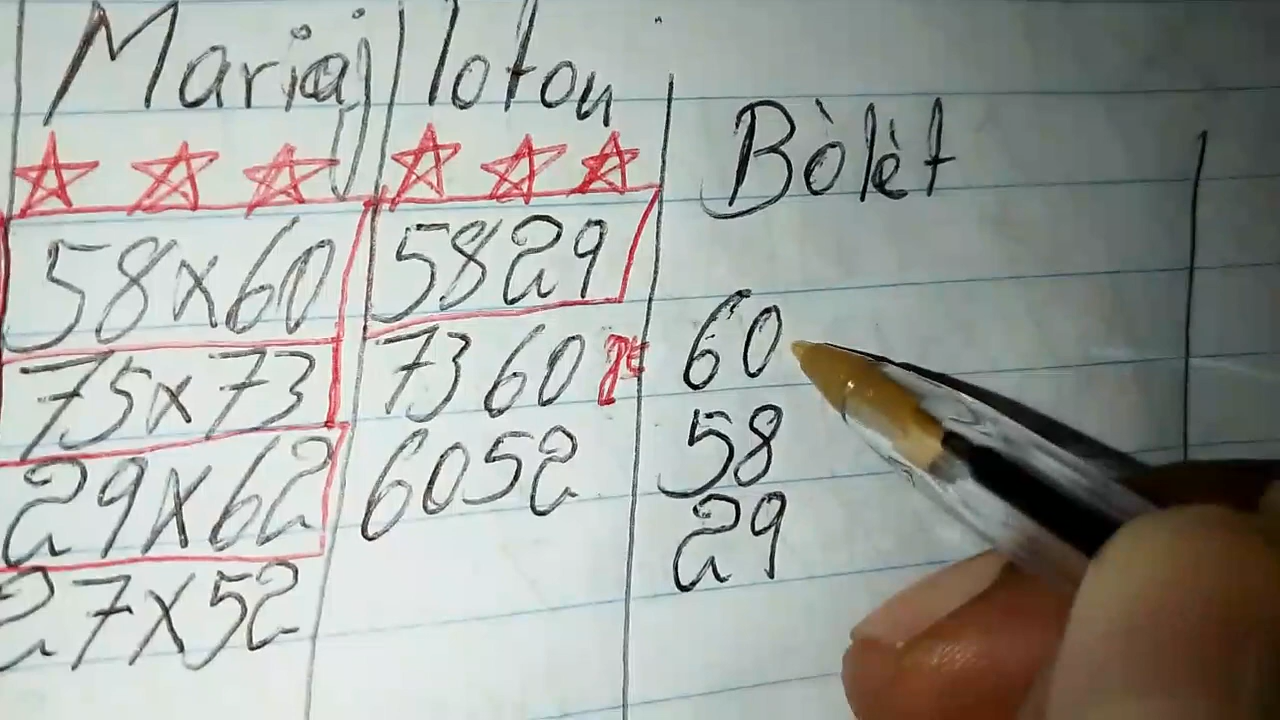 Mariaj lotou Bòlèt
58x60 5829
75x73 7360 60
29x62 6052 58
27x52 29